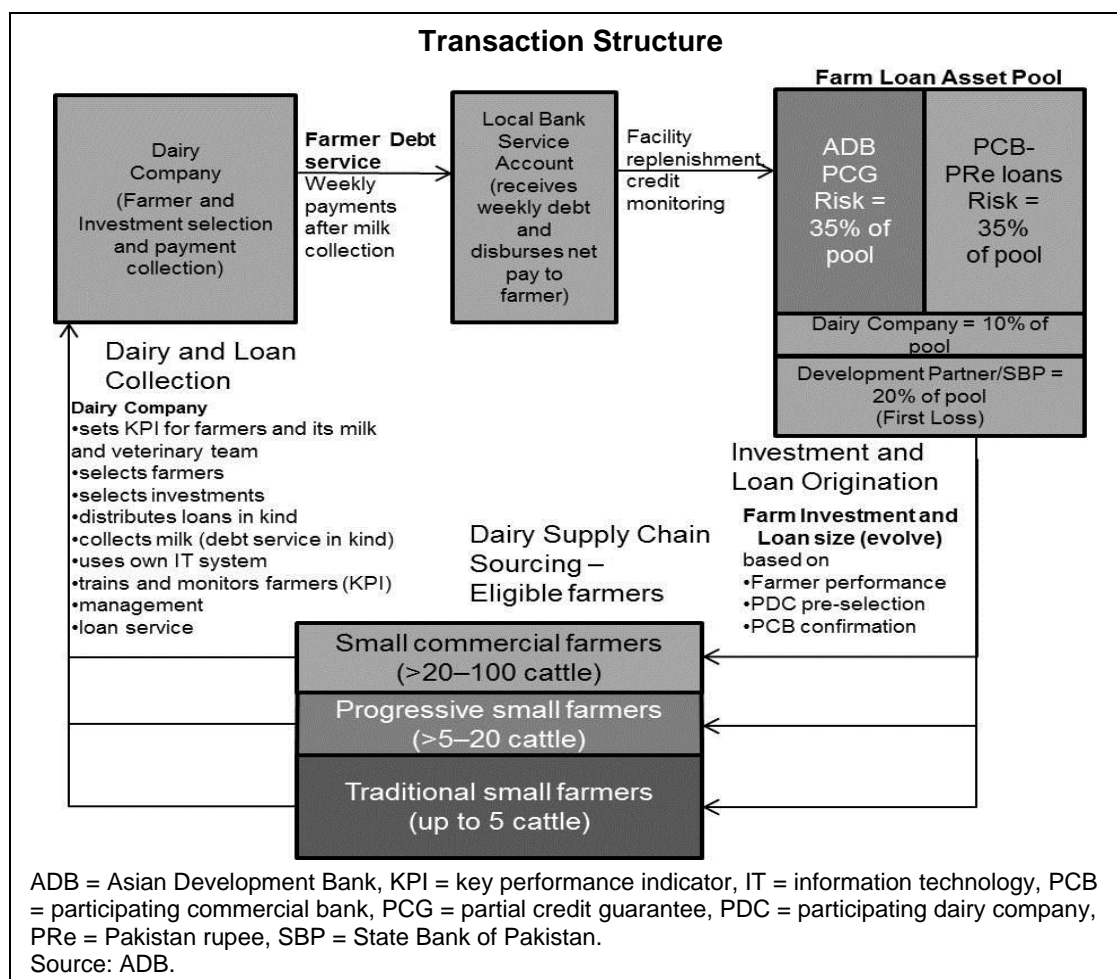 Transaction Structure
Farm Loan Asset Pool
Dairy
Company
(Farmer and
Investment selection
and payment
collection)
Farmer Debt
service
Weekly
payments
after milk
collection
Local Bank
Service
Account
(receives
weekly debt
and
disburses net
pay to
farmer)
Facility
replenishment,
credit
monitoring
ADB
PCG
Risk =
35% of
pool
PCB-
PRe loans
Risk =
35%
of pool
Dairy Company = 10% of
pool
Development Partner/SBP =
20% of pool
(First Loss)
Dairy and Loan
Collection
Dairy Company
•sets KPI for farmers and its milk
and veterinary team
•selects farmers
•selects investments
•distributes loans in kind
•collects milk (debt service in kind)
•uses own IT system
•trains and monitors farmers (KPI)
•management
•loan service
Investment and
Loan Origination
Farm Investment and
Loan size (evolve)
based on
•Farmer performance
•PDC pre-selection
•PCB confirmation
Dairy Supply Chain
Sourcing –
Eligible farmers
Small commercial farmers
(>20–100 cattle)
Progressive small farmers
(>5–20 cattle)
Traditional small farmers
(up to 5 cattle)
ADB = Asian Development Bank, KPI = key performance indicator, IT = information technology, PCB
= participating commercial bank, PCG = partial credit guarantee, PDC = participating dairy company,
PRe = Pakistan rupee, SBP = State Bank of Pakistan.
Source: ADB.